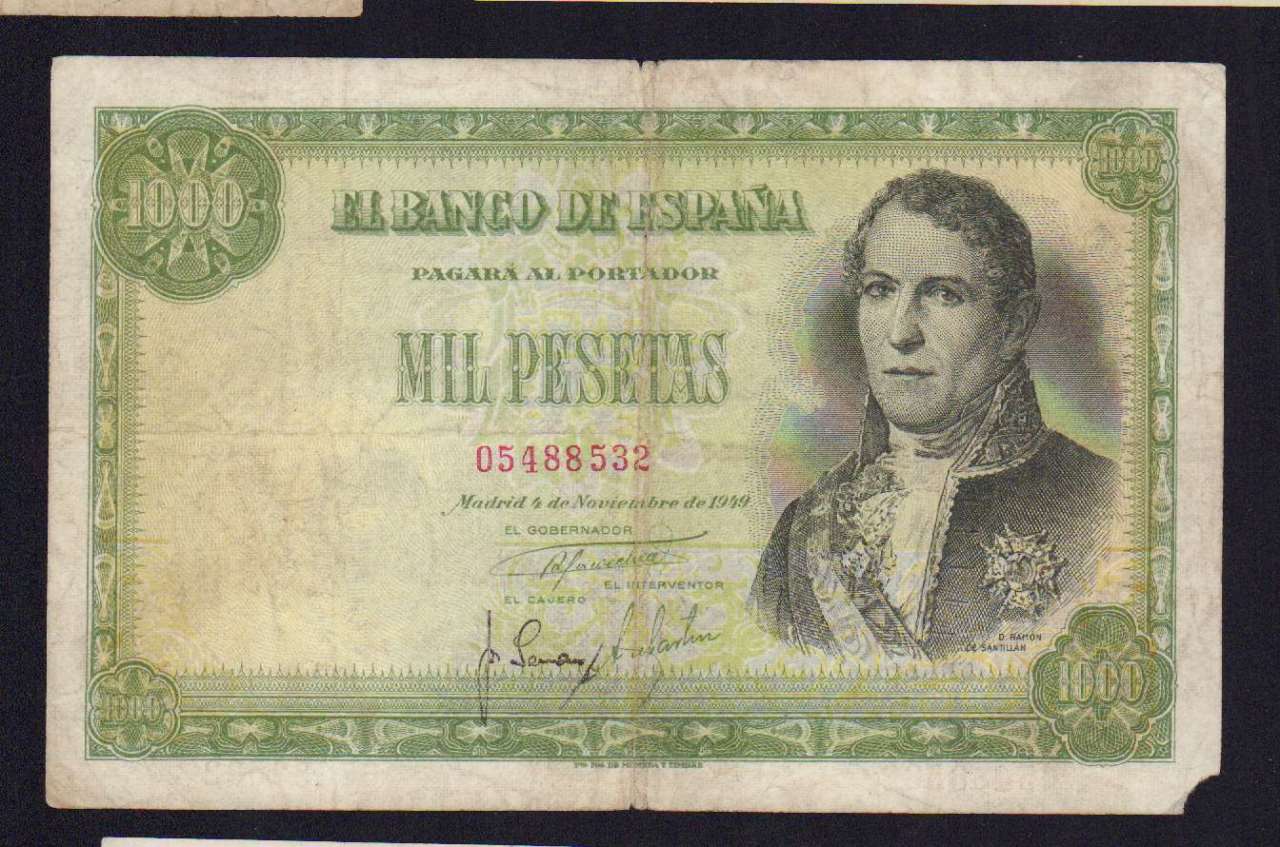 1000
1000
EL BANCO DE ESPAÑA
PAGARÁ AL PORTADOR
MIL PESETAS
05488532
Madrid 4 de Noviembre de 1949
EL GOBERNADOR
EL INTERVENTOR
EL CAJERO
D. RAMON
DE SANTILLAN
1000
1000